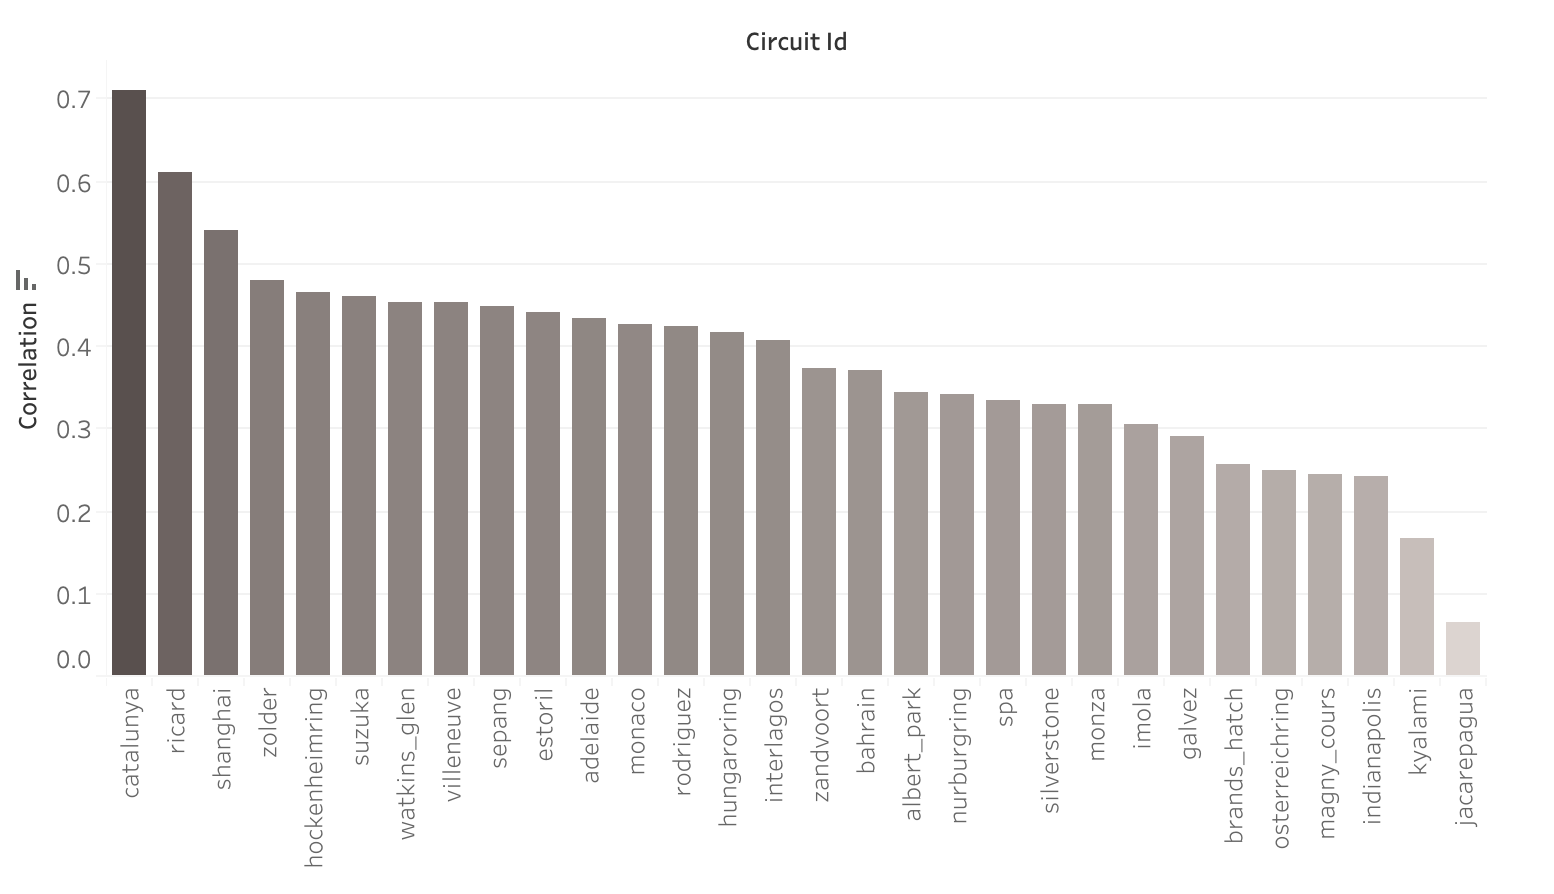 Circuit Id
Correlation
0.7
0.6
0.5
0.4
0.3
0.2
0.1
0.0
catalunya
ricard
shanghai
zolder
hockenheimring
suzuka
watkins_glen
villeneuve
sepang
estoril
adelaide
monaco
rodriguez
hungaroring
interlagos
zandvoort
bahrain
albert_park
nurburgring
spa
silverstone
monza
imola
galvez
brands_hatch
osterreichring
magny_cours
indianapolis
kyalami
jacarepagua